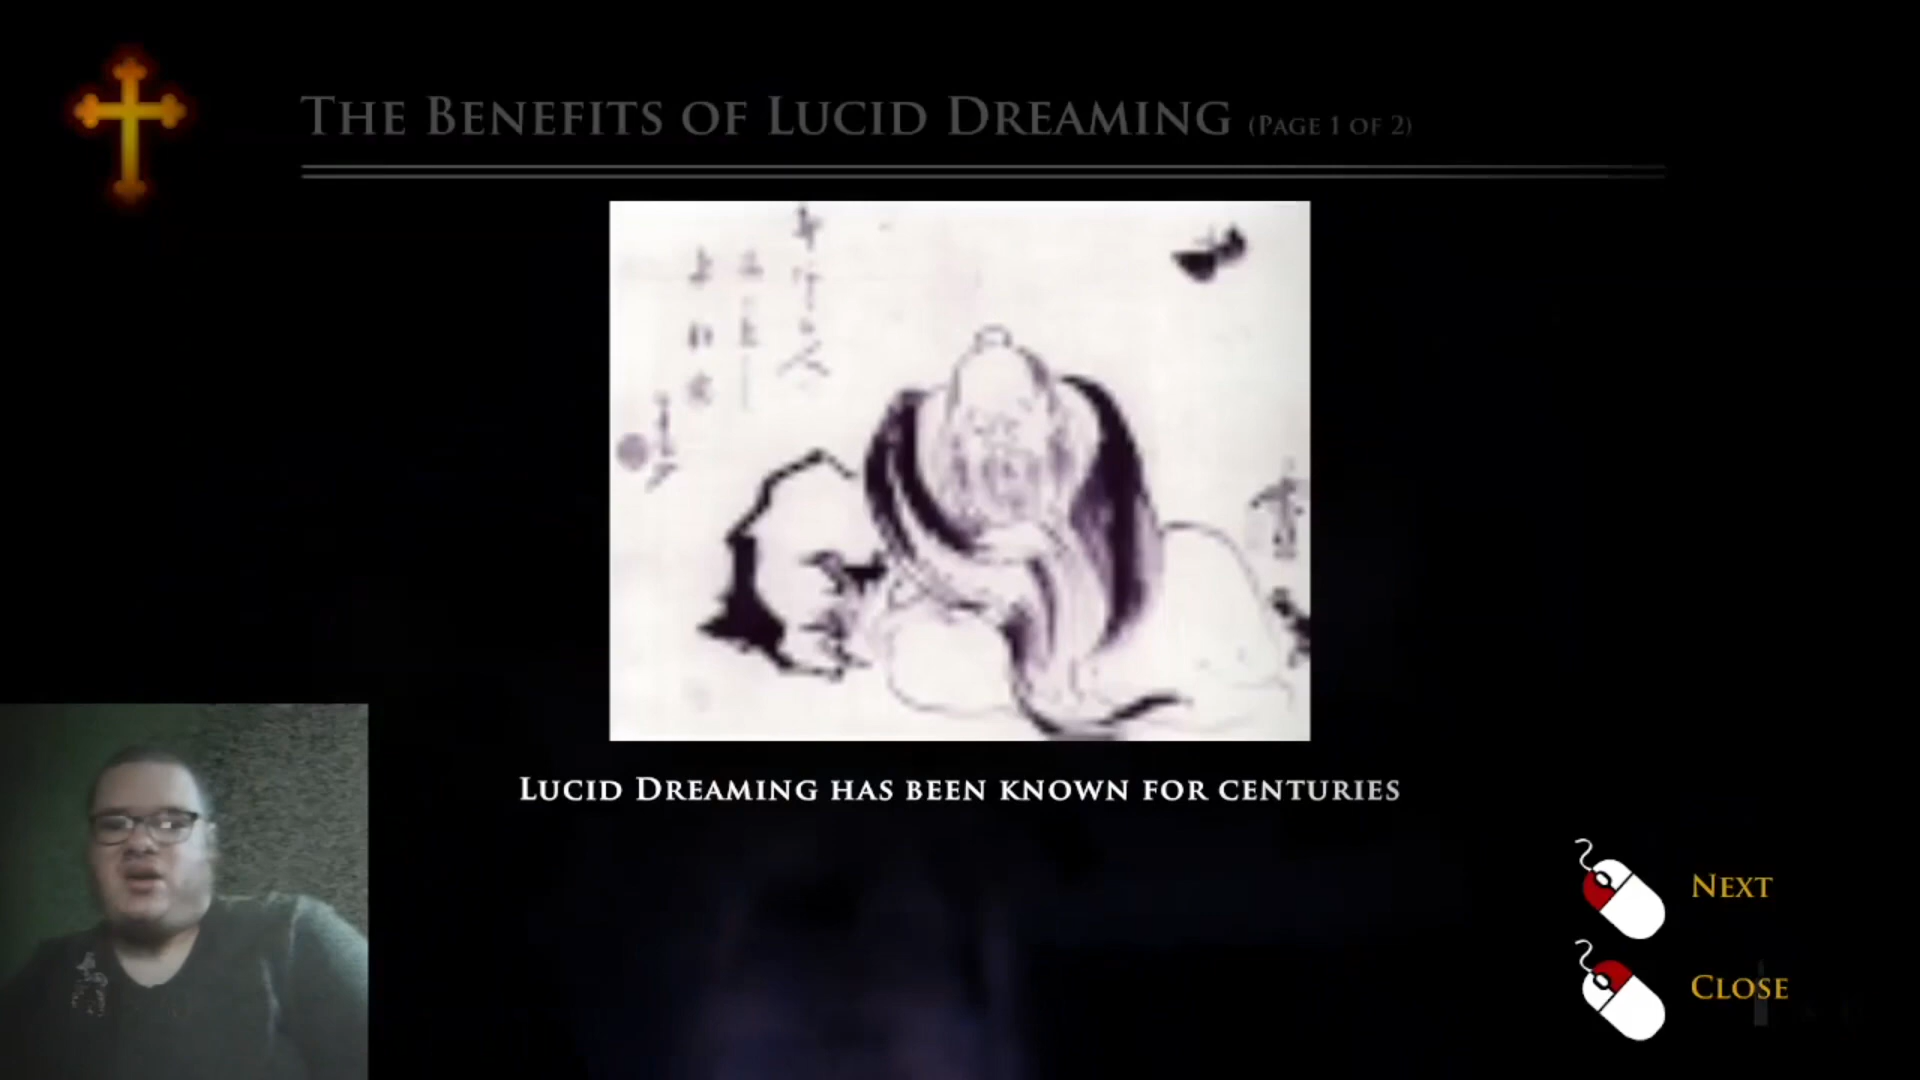 The Benefits of Lucid Dreaming (Page 1 of 2)
Lucid Dreaming has been known for centuries
Next
Close